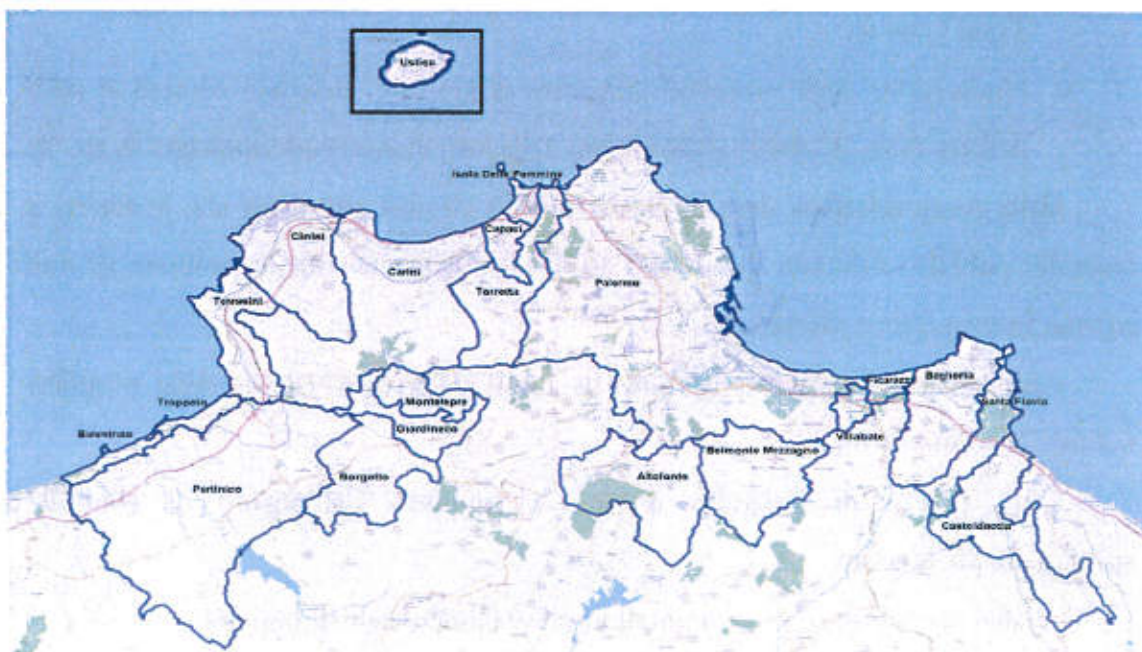 Ustica
Isola Delle Femmine
Cinisi
Capaci
Carini
Torretta
Palermo
Terrasini
Ficarazzi
Bagheria
Santa Flavia
Trappeto
Montelepre
Balestrate
Giardinello
Villabate
Belmonte Mezzagno
Borgetto
Altofonte
Partinico
Casteldaccia